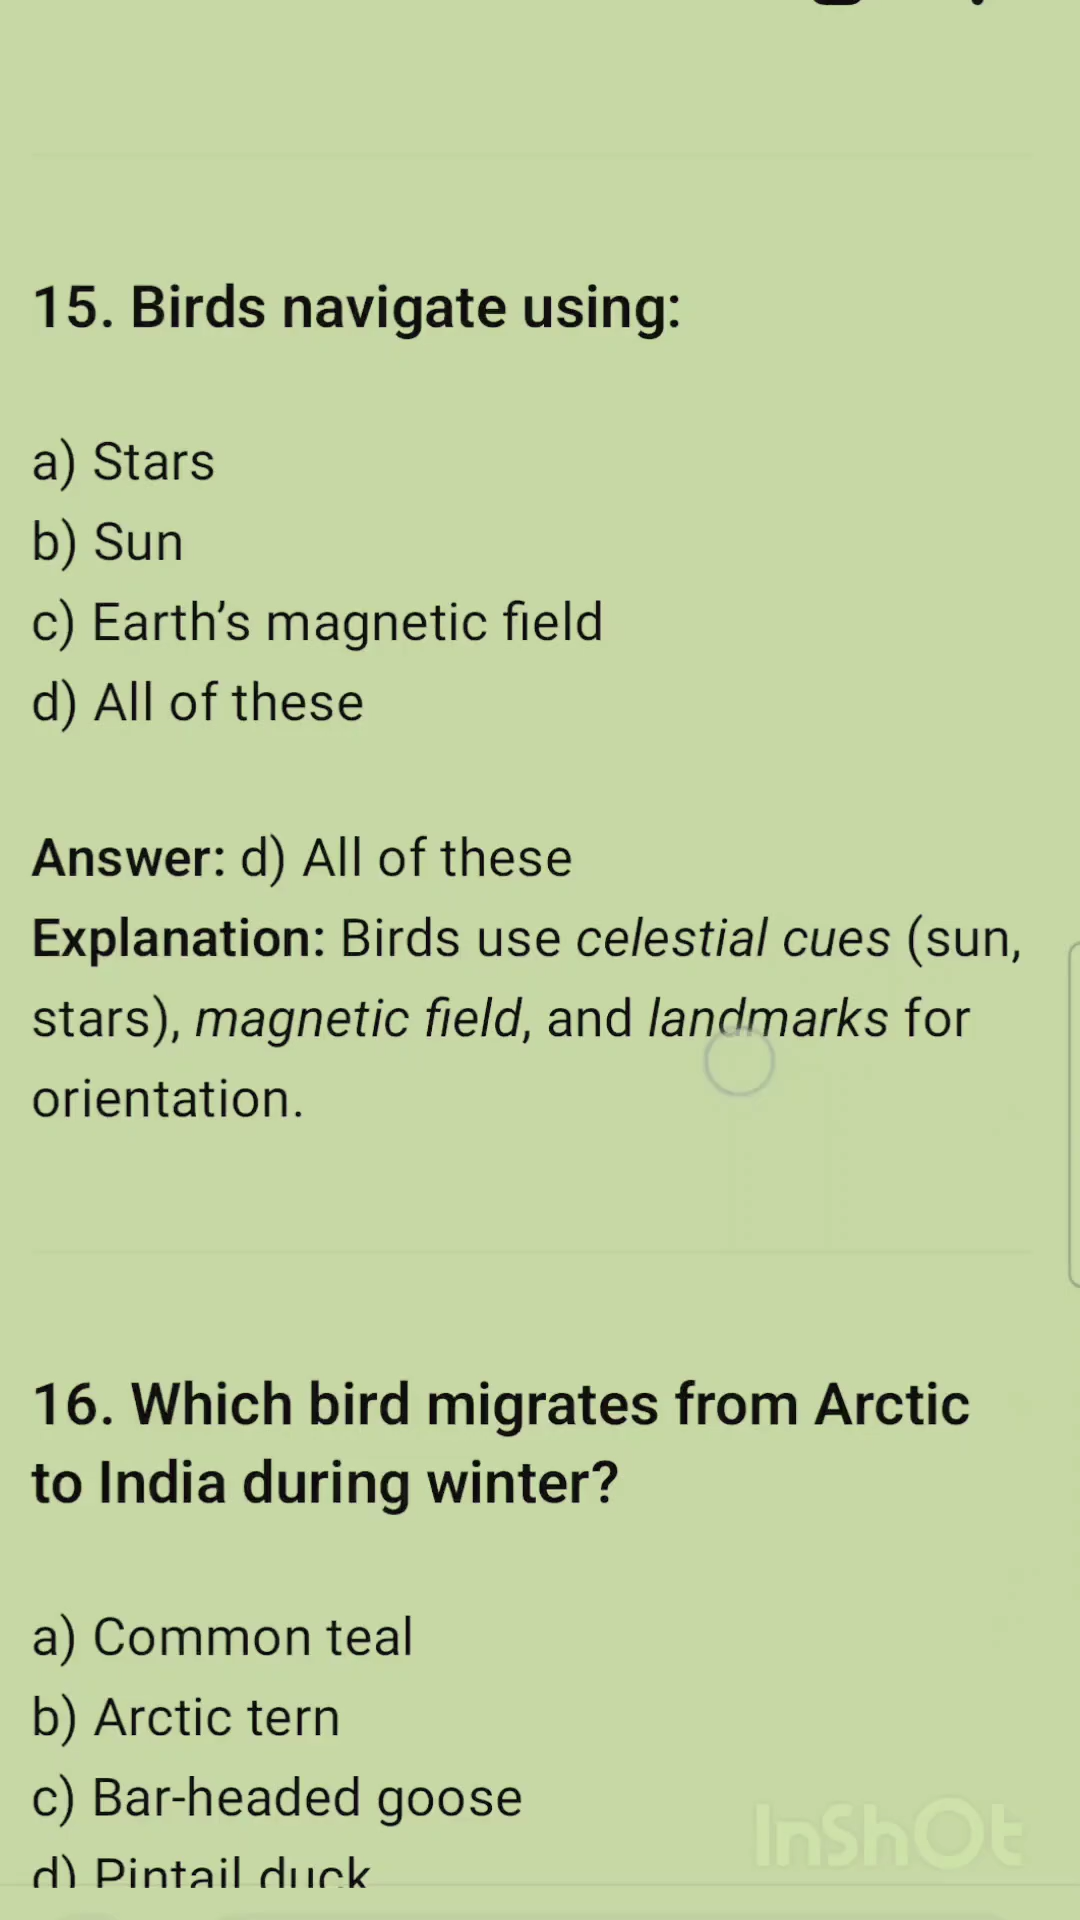 15. Birds navigate using:
a) Stars
b) Sun
c) Earth’s magnetic field
d) All of these
Answer: d) All of these
Explanation: Birds use celestial cues (sun,
stars), magnetic field, and landmarks for
orientation.
16. Which bird migrates from Arctic
to India during winter?
a) Common teal
b) Arctic tern
c) Bar-headed goose
d) Pintail duck
InShOt